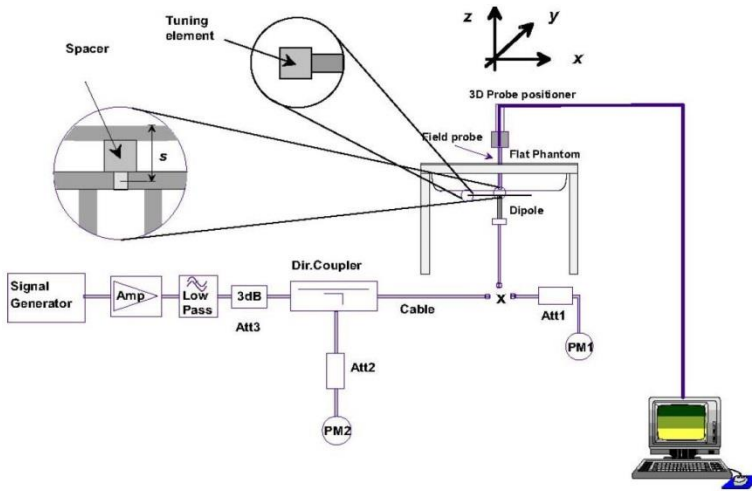 Tuning
element
Spacer
s
z
y
x
3D Probe positioner
Field probe
Flat Phantom
Dipole
Signal
Generator
Amp
Low
Pass
3dB
Att3
Dir.Coupler
Cable
x
Att1
PM1
Att2
PM2